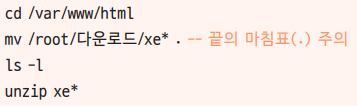 cd /var/www/html
mv /root/다운로드/xe* . -- 끝의 마침표(.) 주의
ls -l
unzip xe*